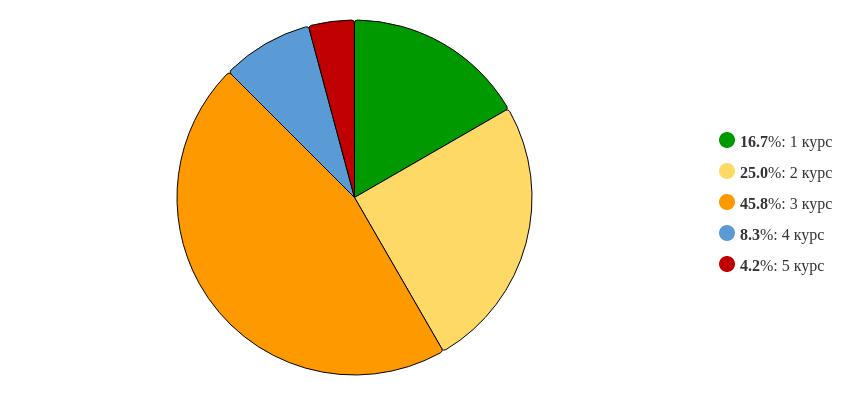 16.7%: 1 курс
25.0%: 2 курс
45.8%: 3 курс
8.3%: 4 курс
4.2%: 5 курс